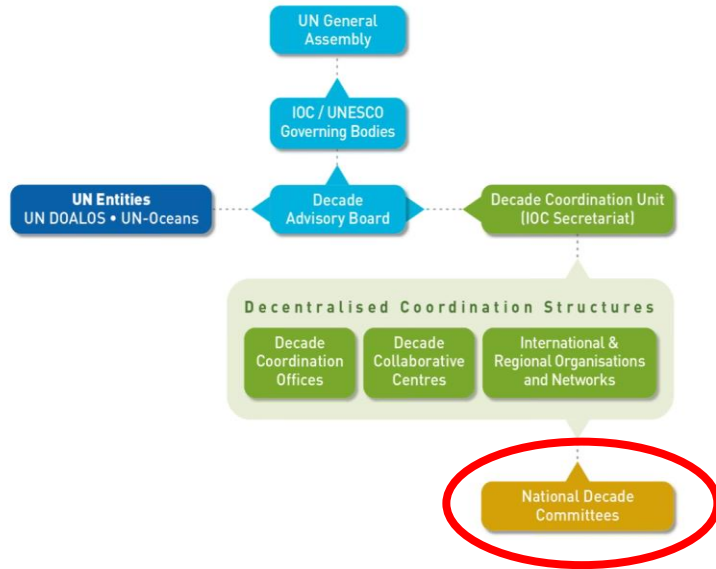 UN General
Assembly
IOC / UNESCO
Governing Bodies
UN Entities
UN DOALOS • UN-Oceans
Decade
Advisory Board
Decade Coordination Unit
(IOC Secretariat)
Decentralised Coordination Structures
Decade
Coordination
Offices
Decade
Collaborative
Centres
International &
Regional Organisations
and Networks
National Decade
Committees